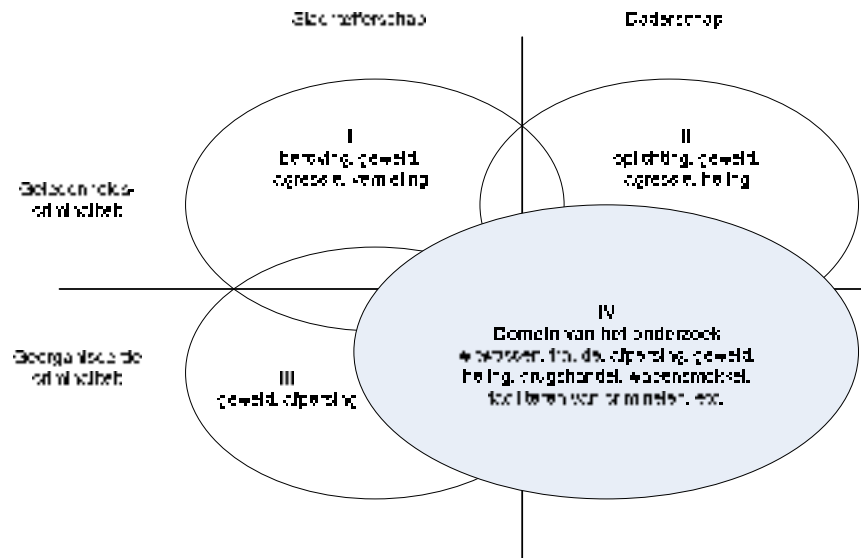 Slachtofferschap
Daderschap
I
beroving, geweld,
agressie, vernieling
II
oplichting, geweld,
agressie, heling
Gelegenheids-
criminaliteit
Georganiseerde
criminaliteit
III
geweld, afpersing
IV
Domein van het onderzoek
witwassen, fraude, afpersing, geweld,
heling, drugshandel, wapensmokkel,
faciliteren van criminelen, etc.